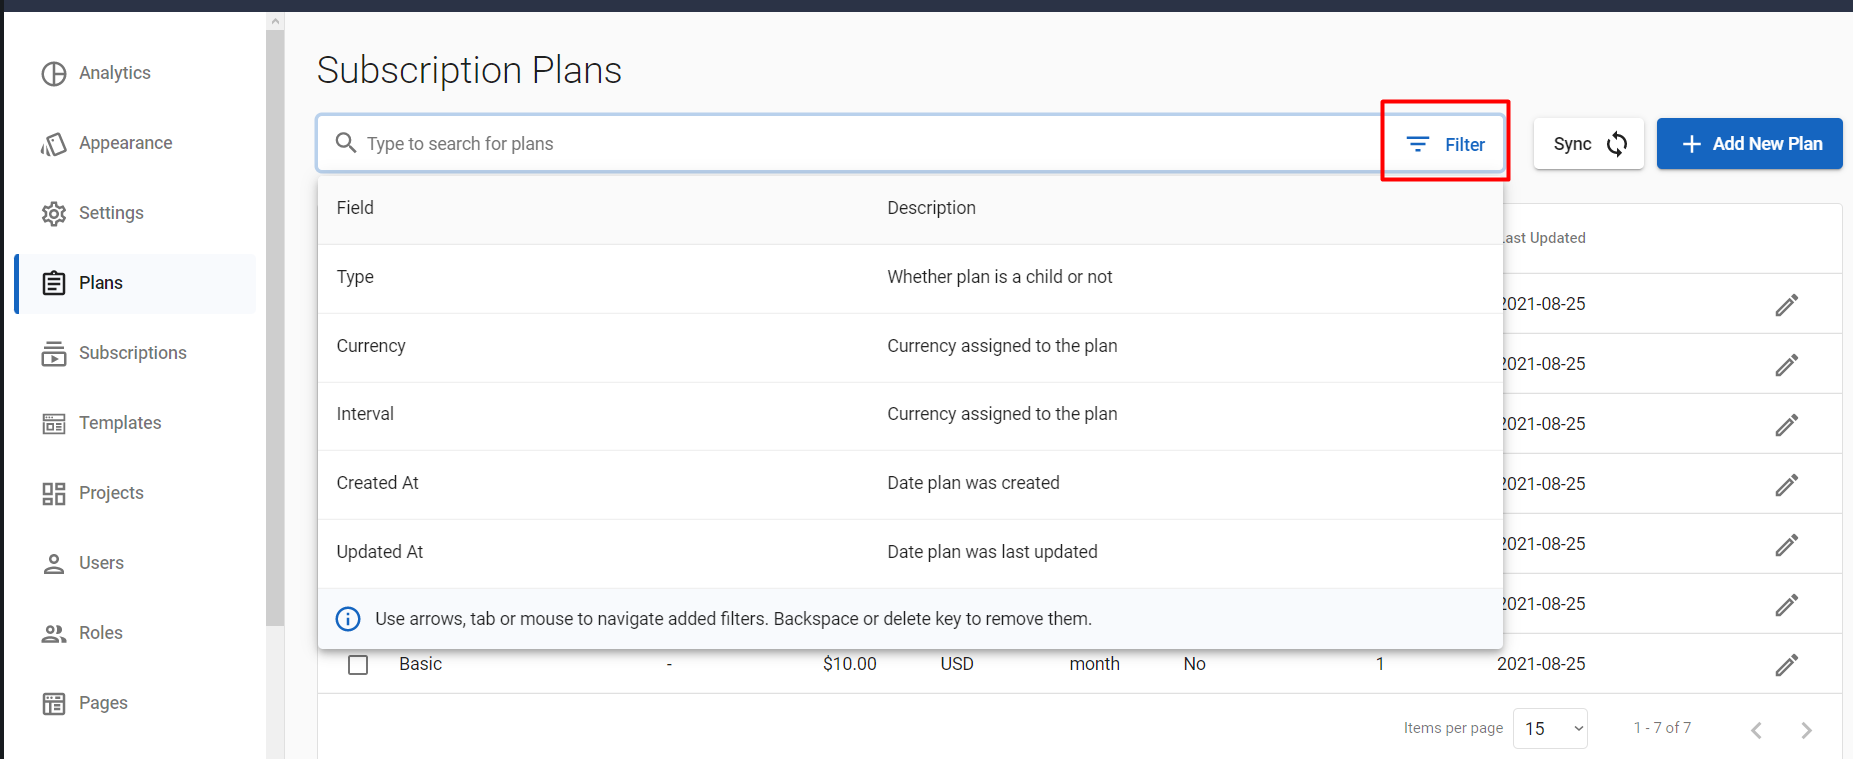 Analytics
Appearance
Settings
Plans
Subscriptions
Templates
Projects
Users
Roles
Pages
Subscription Plans
Type to search for plans
Filter
Sync
Add New Plan
Field Description
Type Whether plan is a child or not
Currency Currency assigned to the plan
Interval Currency assigned to the plan
Created At Date plan was created
Updated At Date plan was last updated
Use arrows, tab or mouse to navigate added filters. Backspace or delete key to remove them.
Last Updated
2021-08-25
2021-08-25
2021-08-25
2021-08-25
2021-08-25
2021-08-25
Basic - $10.00 USD month No 1 2021-08-25
Items per page 15 1 - 7 of 7